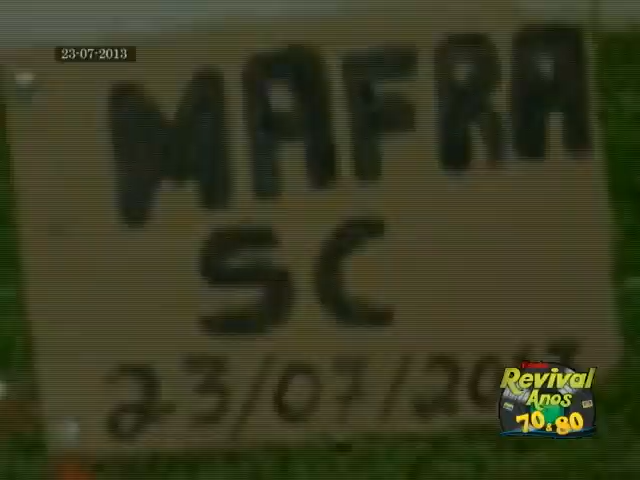 23-07-2013
MAFRA
SC
23/07/2013
Revival
Anos
70 & 80